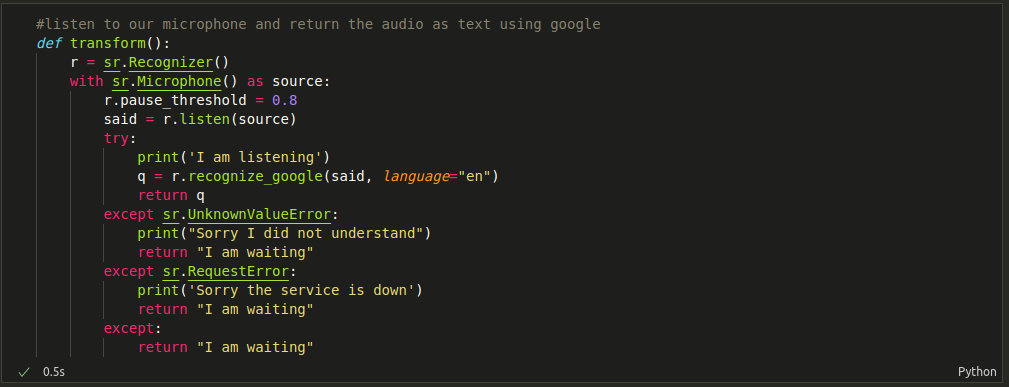 #listen to our microphone and return the audio as text using google
def transform():
    r = sr.Recognizer()
    with sr.Microphone() as source:
        r.pause_threshold = 0.8
        said = r.listen(source)
        try:
            print('I am listening')
            q = r.recognize_google(said, language="en")
            return q
        except sr.UnknownValueError:
            print("Sorry I did not understand")
            return "I am waiting"
        except sr.RequestError:
            print('Sorry the service is down')
            return "I am waiting"
        except:
            return "I am waiting"
✓ 0.5s Python